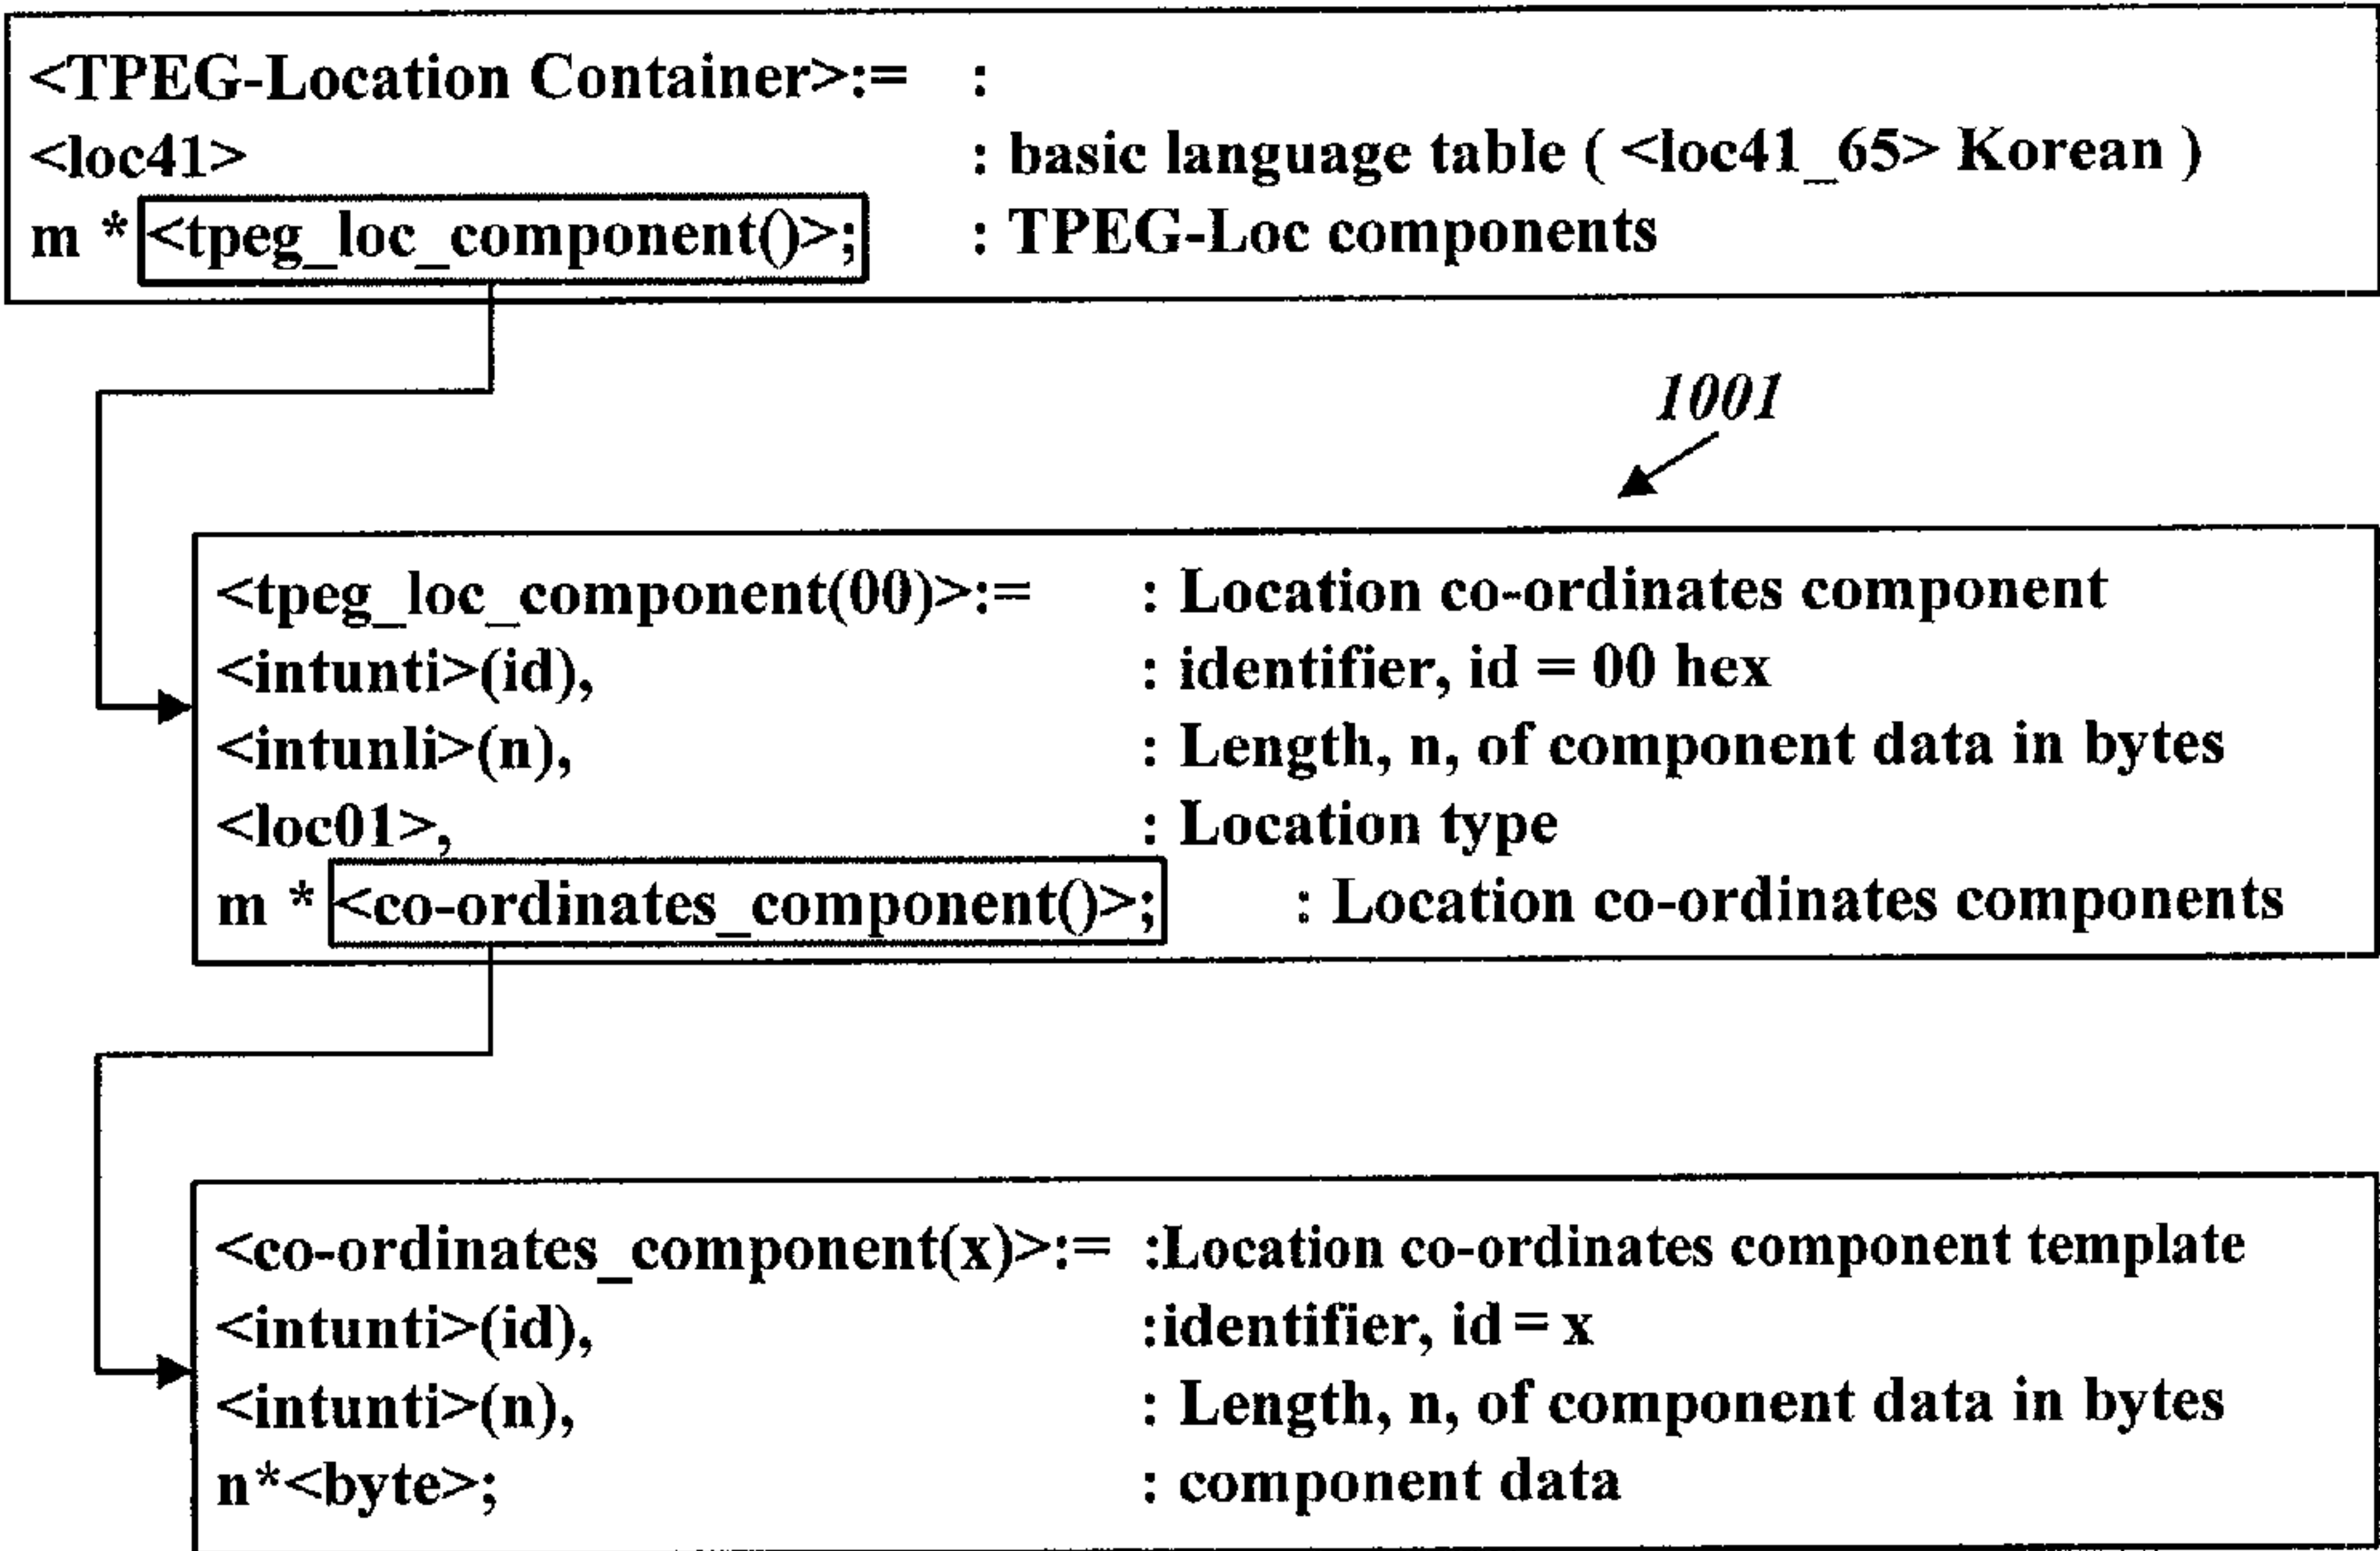 <TPEG-Location Container>:= :
<loc41> : basic language table ( <loc41_65> Korean )
m * <tpeg_loc_component()>; : TPEG-Loc components
1001
<tpeg_loc_component(00)>:= : Location co-ordinates component
<intunti>(id), : identifier, id = 00 hex
<intunli>(n), : Length, n, of component data in bytes
<loc01>, : Location type
m * <co-ordinates_component()>; : Location co-ordinates components
<co-ordinates_component(x)>:= :Location co-ordinates component template
<intunti>(id), :identifier, id = x
<intunti>(n), : Length, n, of component data in bytes
n*<byte>; : component data